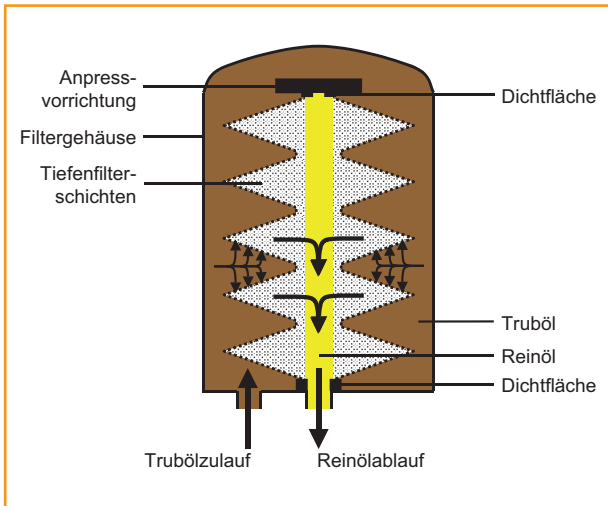 Anpress-
vorrichtung
Filtergehäuse
Tiefenfilter-
schichten
Dichtfläche
Truböl
Reinöl
Dichtfläche
Trubölzulauf
Reinölablauf